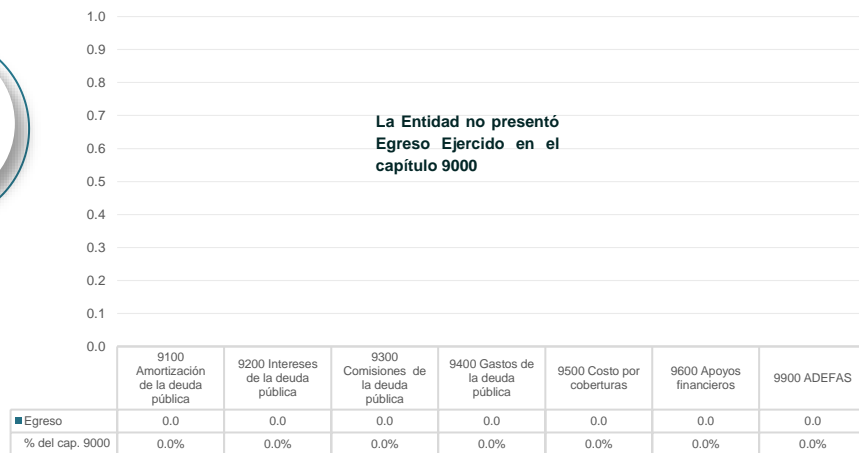 1.0
0.9
0.8
0.7
0.6
0.5
0.4
0.3
0.2
0.1
0.0
La Entidad no presentó
Egreso Ejercido en el
capítulo 9000
9100
Amortización
de la deuda
pública
9200 Intereses
de la deuda
pública
9300
Comisiones de
la deuda
pública
9400 Gastos de
la deuda
pública
9500 Costo por
coberturas
9600 Apoyos
financieros
9900 ADEFAS
Egreso 0.0 0.0 0.0 0.0 0.0 0.0 0.0
% del cap. 9000 0.0% 0.0% 0.0% 0.0% 0.0% 0.0% 0.0%